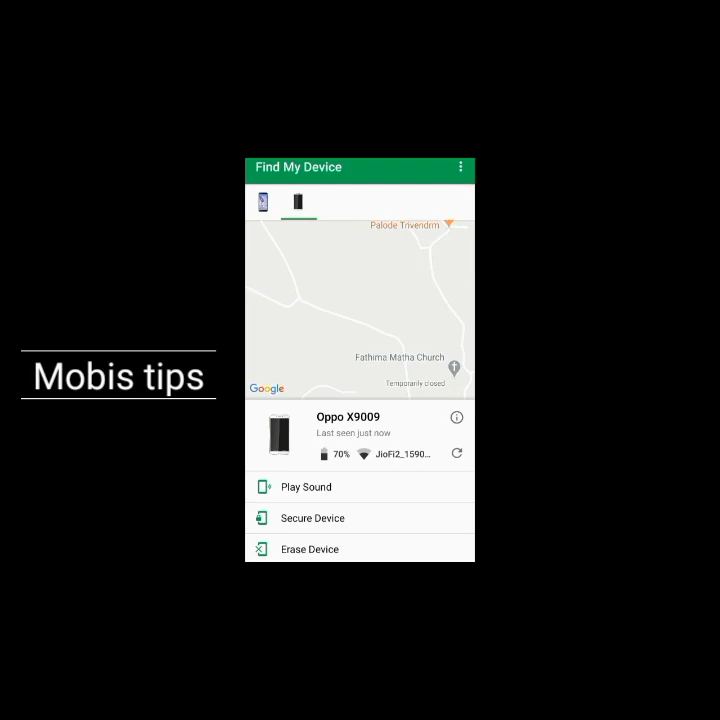 Find My Device
Palode Trivendrm
Fathima Matha Church
Temporarily closed
Google
Mobis tips
Oppo X9009
Last seen just now
70% JioFi2_1590...
Play Sound
Secure Device
Erase Device